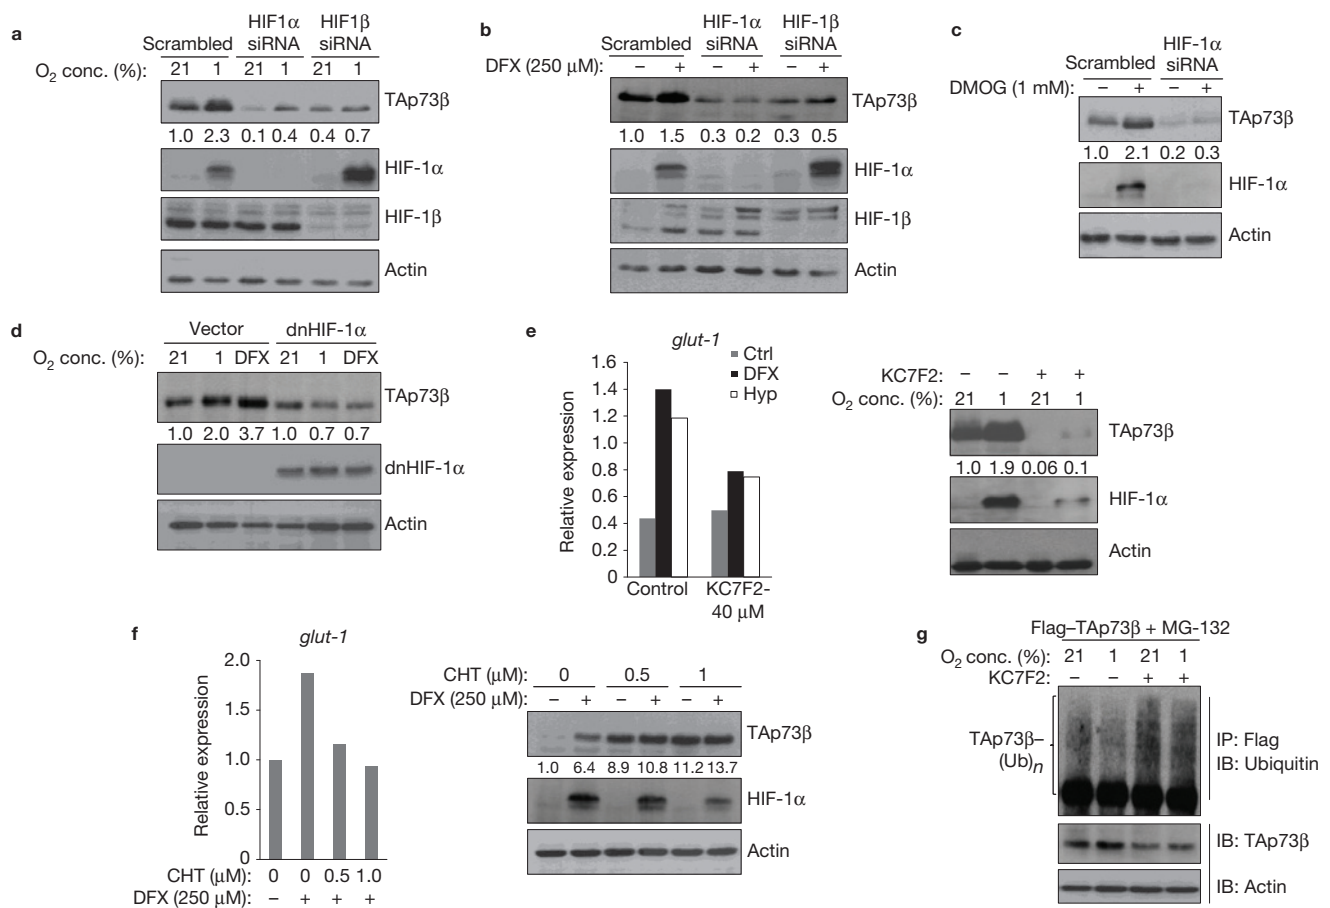 a
HIF1α HIF1β
Scrambled siRNA siRNA
O2 conc. (%): 21 1 21 1 21 1
TAp73β
1.0 2.3 0.1 0.4 0.4 0.7
HIF-1α
HIF-1β
Actin
b
HIF-1α HIF-1β
Scrambled siRNA siRNA
DFX (250 μM): – + – + – +
TAp73β
1.0 1.5 0.3 0.2 0.3 0.5
HIF-1α
HIF-1β
Actin
c
HIF-1α
Scrambled siRNA
DMOG (1 mM): – + – +
TAp73β
1.0 2.1 0.2 0.3
HIF-1α
Actin
d
Vector dnHIF-1α
O2 conc. (%): 21 1 DFX 21 1 DFX
TAp73β
1.0 2.0 3.7 1.0 0.7 0.7
dnHIF-1α
Actin
e
glut-1
Ctrl
DFX
Hyp
Relative expression
1.6
1.4
1.2
1.0
0.8
0.6
0.4
0.2
0
Control KC7F2-
40 μM
KC7F2: – – + +
O2 conc. (%): 21 1 21 1
TAp73β
1.0 1.9 0.06 0.1
HIF-1α
Actin
f
glut-1
Relative expression
2.0
1.5
1.0
0.5
0
CHT (μM): 0 0 0.5 1.0
DFX (250 μM): – + + +
CHT (μM): 0 0.5 1
DFX (250 μM): – + – + – +
TAp73β
1.0 6.4 8.9 10.8 11.2 13.7
HIF-1α
Actin
g
Flag–TAp73β + MG-132
O2 conc. (%): 21 1 21 1
KC7F2: – – + +
TAp73β–
(Ub)n
IP: Flag
IB: Ubiquitin
IB: TAp73β
IB: Actin